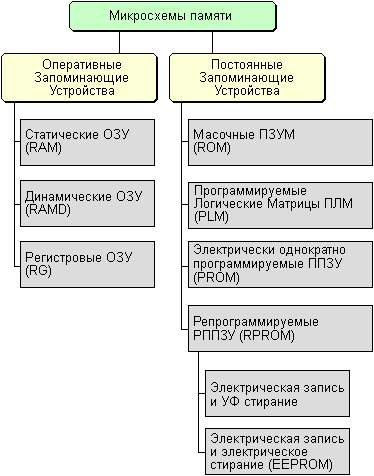 Микросхемы памяти
Оперативные
Запоминающие
Устройства
Статические ОЗУ
(RAM)
Динамические ОЗУ
(RAMD)
Регистровые ОЗУ
(RG)
Постоянные
Запоминающие
Устройства
Масочные ПЗУМ
(ROM)
Программируемые
Логические Матрицы ПЛМ
(PLM)
Электрически однократно
программируемые ППЗУ
(PROM)
Репрограммируемые
РППЗУ (RPROM)
Электрическая запись
и УФ стирание
Электрическая запись
и электрическое
стирание (EEPROM)